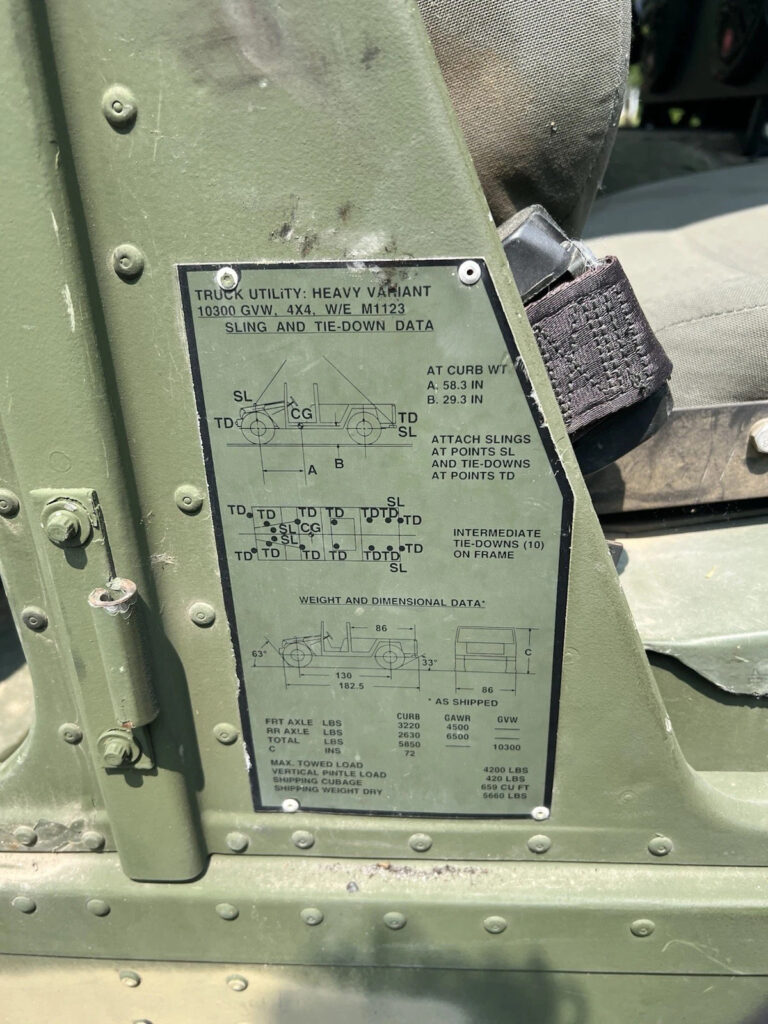 TRUCK UTILITY: HEAVY VARIANT
10300 GVW, 4X4, W/E M1123
SLING AND TIE-DOWN DATA
AT CURB WT
A. 58.3 IN
B. 29.3 IN
SL
CG
TD
TD
SL
A
B
ATTACH SLINGS
AT POINTS SL
AND TIE-DOWNS
AT POINTS TD
SL
TD TD TD TD TDTD TD
SL CG
SL
TD TD TD TD TDTD TD
SL
INTERMEDIATE
TIE-DOWNS (10)
ON FRAME
WEIGHT AND DIMENSIONAL DATA*
86
63°
33°
C
130
182.5
86
* AS SHIPPED
CURB GAWR GVW
FRT AXLE LBS 3220 4500 —
RR AXLE LBS 2630 6500 —
TOTAL LBS 5850 — 10300
C INS 72
MAX. TOWED LOAD 4200 LBS
VERTICAL PINTLE LOAD 420 LBS
SHIPPING CUBAGE 659 CU FT
SHIPPING WEIGHT DRY 5660 LBS